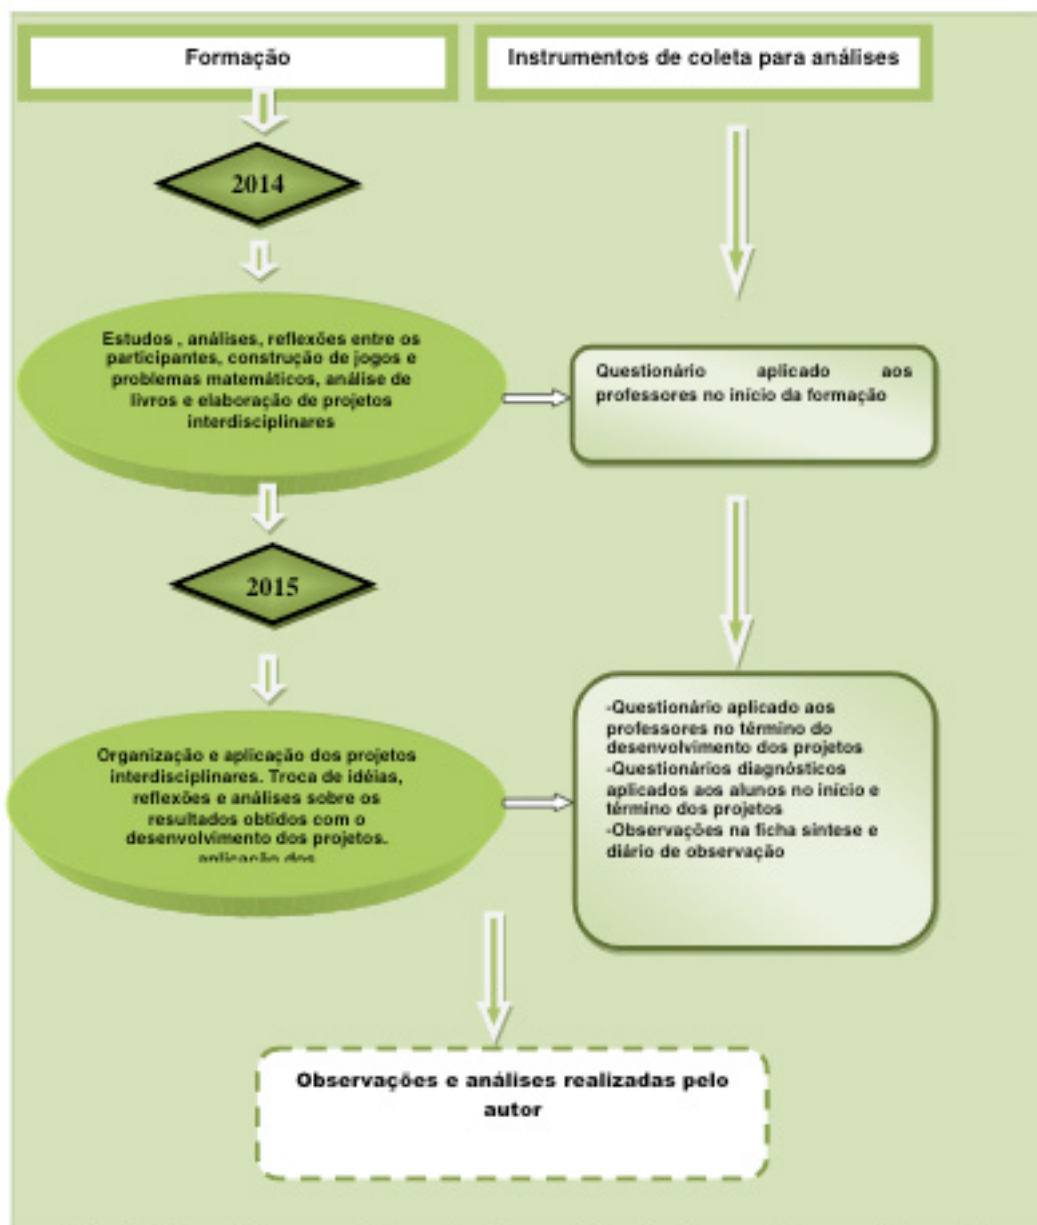 Formação
Instrumentos de coleta para análises
2014
Estudos , análises, reflexões entre os
participantes, construção de jogos e
problemas matemáticos, análise de
livros e elaboração de projetos
interdisciplinares
Questionário aplicado aos
professores no início da formação
2015
Organização e aplicação dos projetos
interdisciplinares. Troca de idéias,
reflexões e análises sobre os
resultados obtidos com o
desenvolvimento dos projetos.
aplicação dos
-Questionário aplicado aos
professores no término do
desenvolvimento dos projetos
-Questionários diagnósticos
aplicados aos alunos no início e
término dos projetos
-Observações na ficha síntese e
diário de observação
Observações e análises realizadas pelo
autor